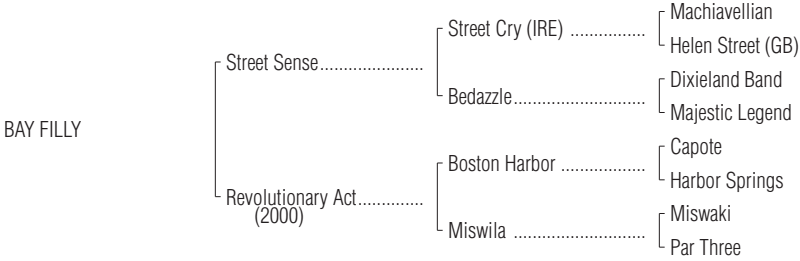 Machiavellian
Street Cry (IRE) ................
Helen Street (GB)
Street Sense......................
Dixieland Band
Bedazzle............................
Majestic Legend
BAY FILLY
Capote
Boston Harbor ..................
Harbor Springs
Revolutionary Act..............
(2000)
Miswaki
Miswila ............................
Par Three